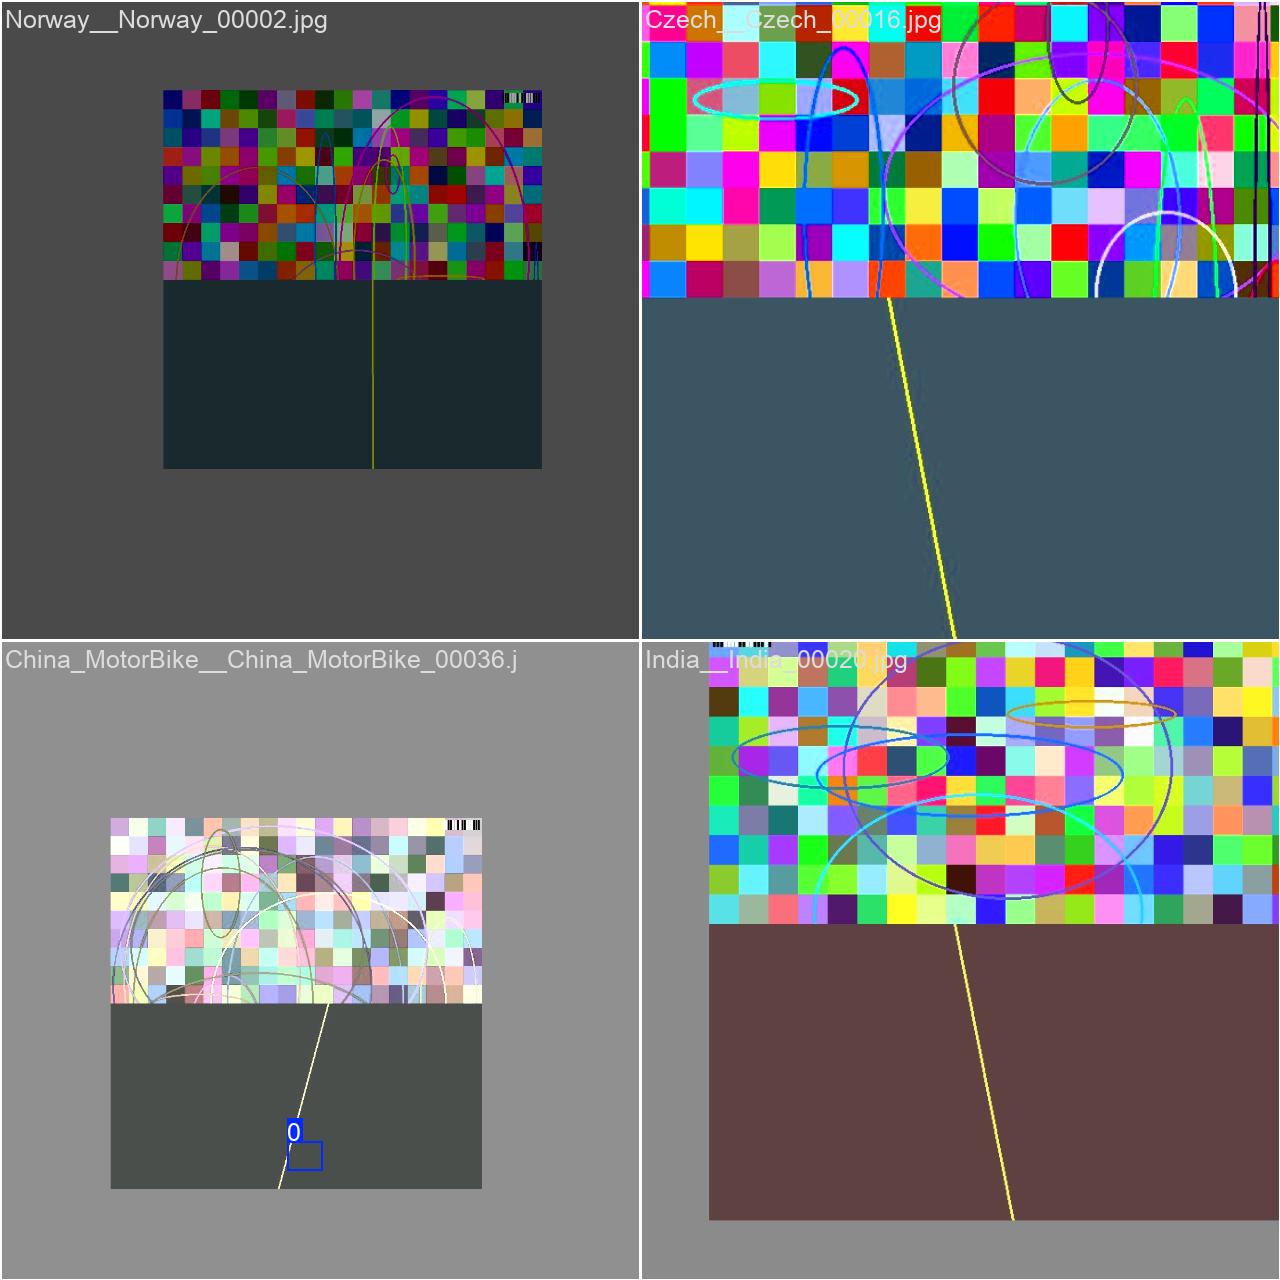 Norway__Norway_00002.jpg
Czech__Czech_00016.jpg
China_MotorBike__China_MotorBike_00036.j
0
India__India_00020.jpg